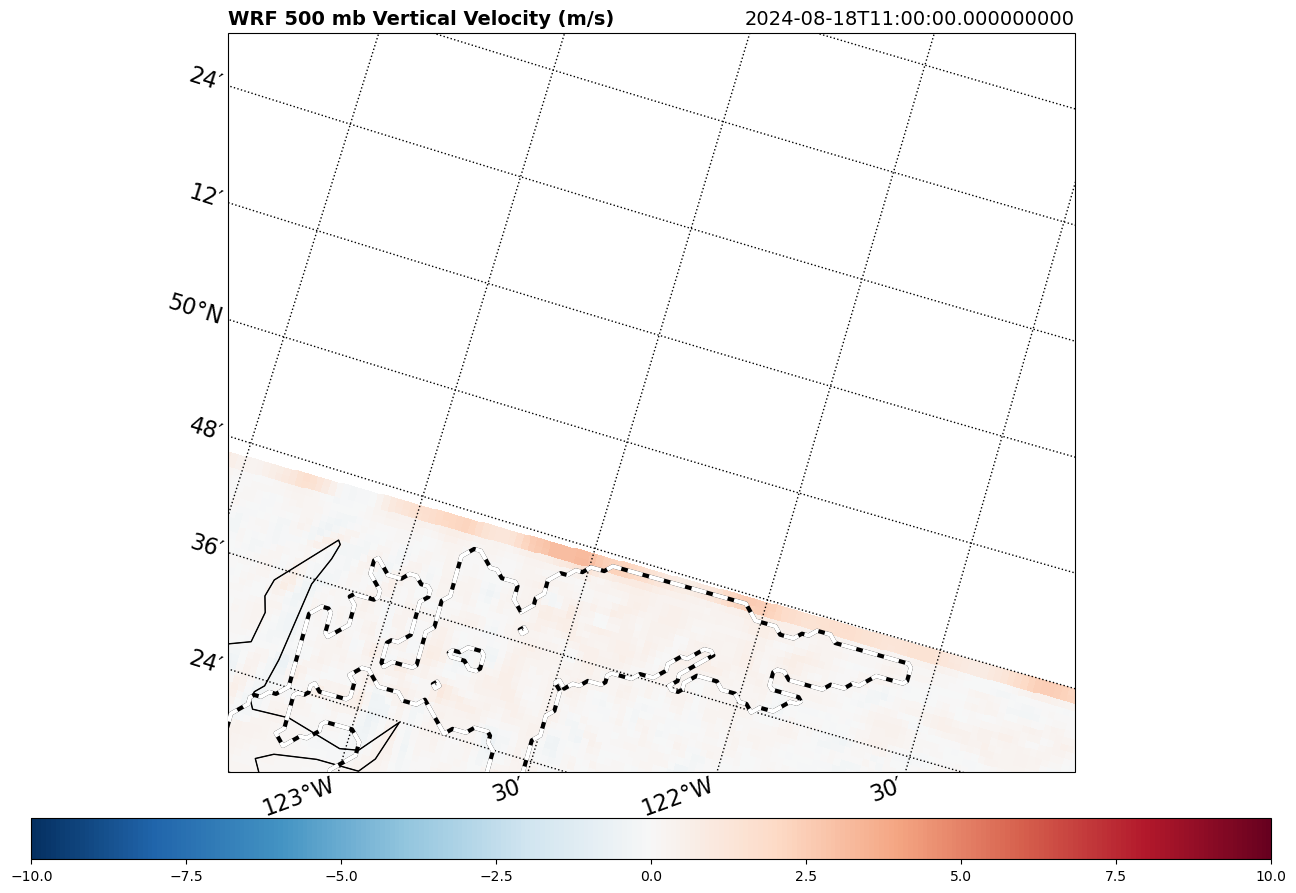 WRF 500 mb Vertical Velocity (m/s) 2024-08-18T11:00:00.000000000
24′
12′
50°N
48′
36′
24′
123°W 30′ 122°W 30′
−10.0 −7.5 −5.0 −2.5 0.0 2.5 5.0 7.5 10.0